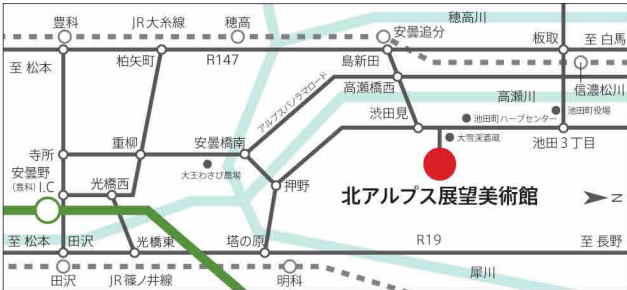 豊科
JR大糸線
穂高
穂高川
安曇追分
板取
至 白馬
至 松本
柏矢町
R147
島新田
信濃松川
高瀬橋西
高瀬川
アルプスパノラマロード
渋田見
池田町ハーブセンター
池田町役場
大雪渓酒蔵
池田3丁目
寺所
重柳
安曇橋南
大王わさび農場
安曇野
(豊科) I.C
光橋西
押野
北アルプス展望美術館
N
至 松本
田沢
光橋東
塔の原
R19
至 長野
田沢
JR篠ノ井線
明科
犀川